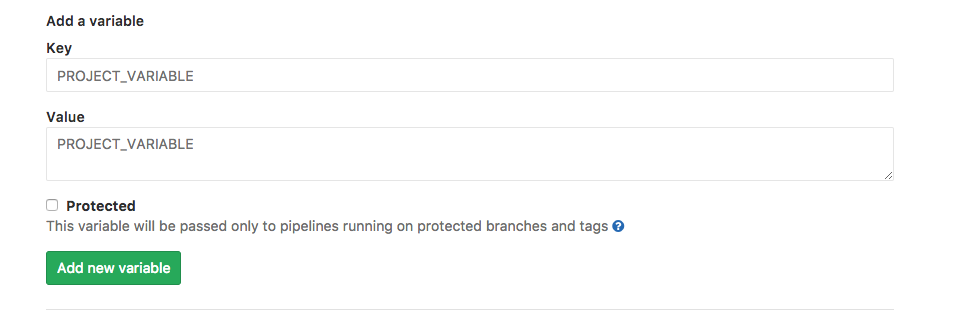 Add a variable
Key
PROJECT_VARIABLE
Value
PROJECT_VARIABLE
Protected
This variable will be passed only to pipelines running on protected branches and tags ?
Add new variable